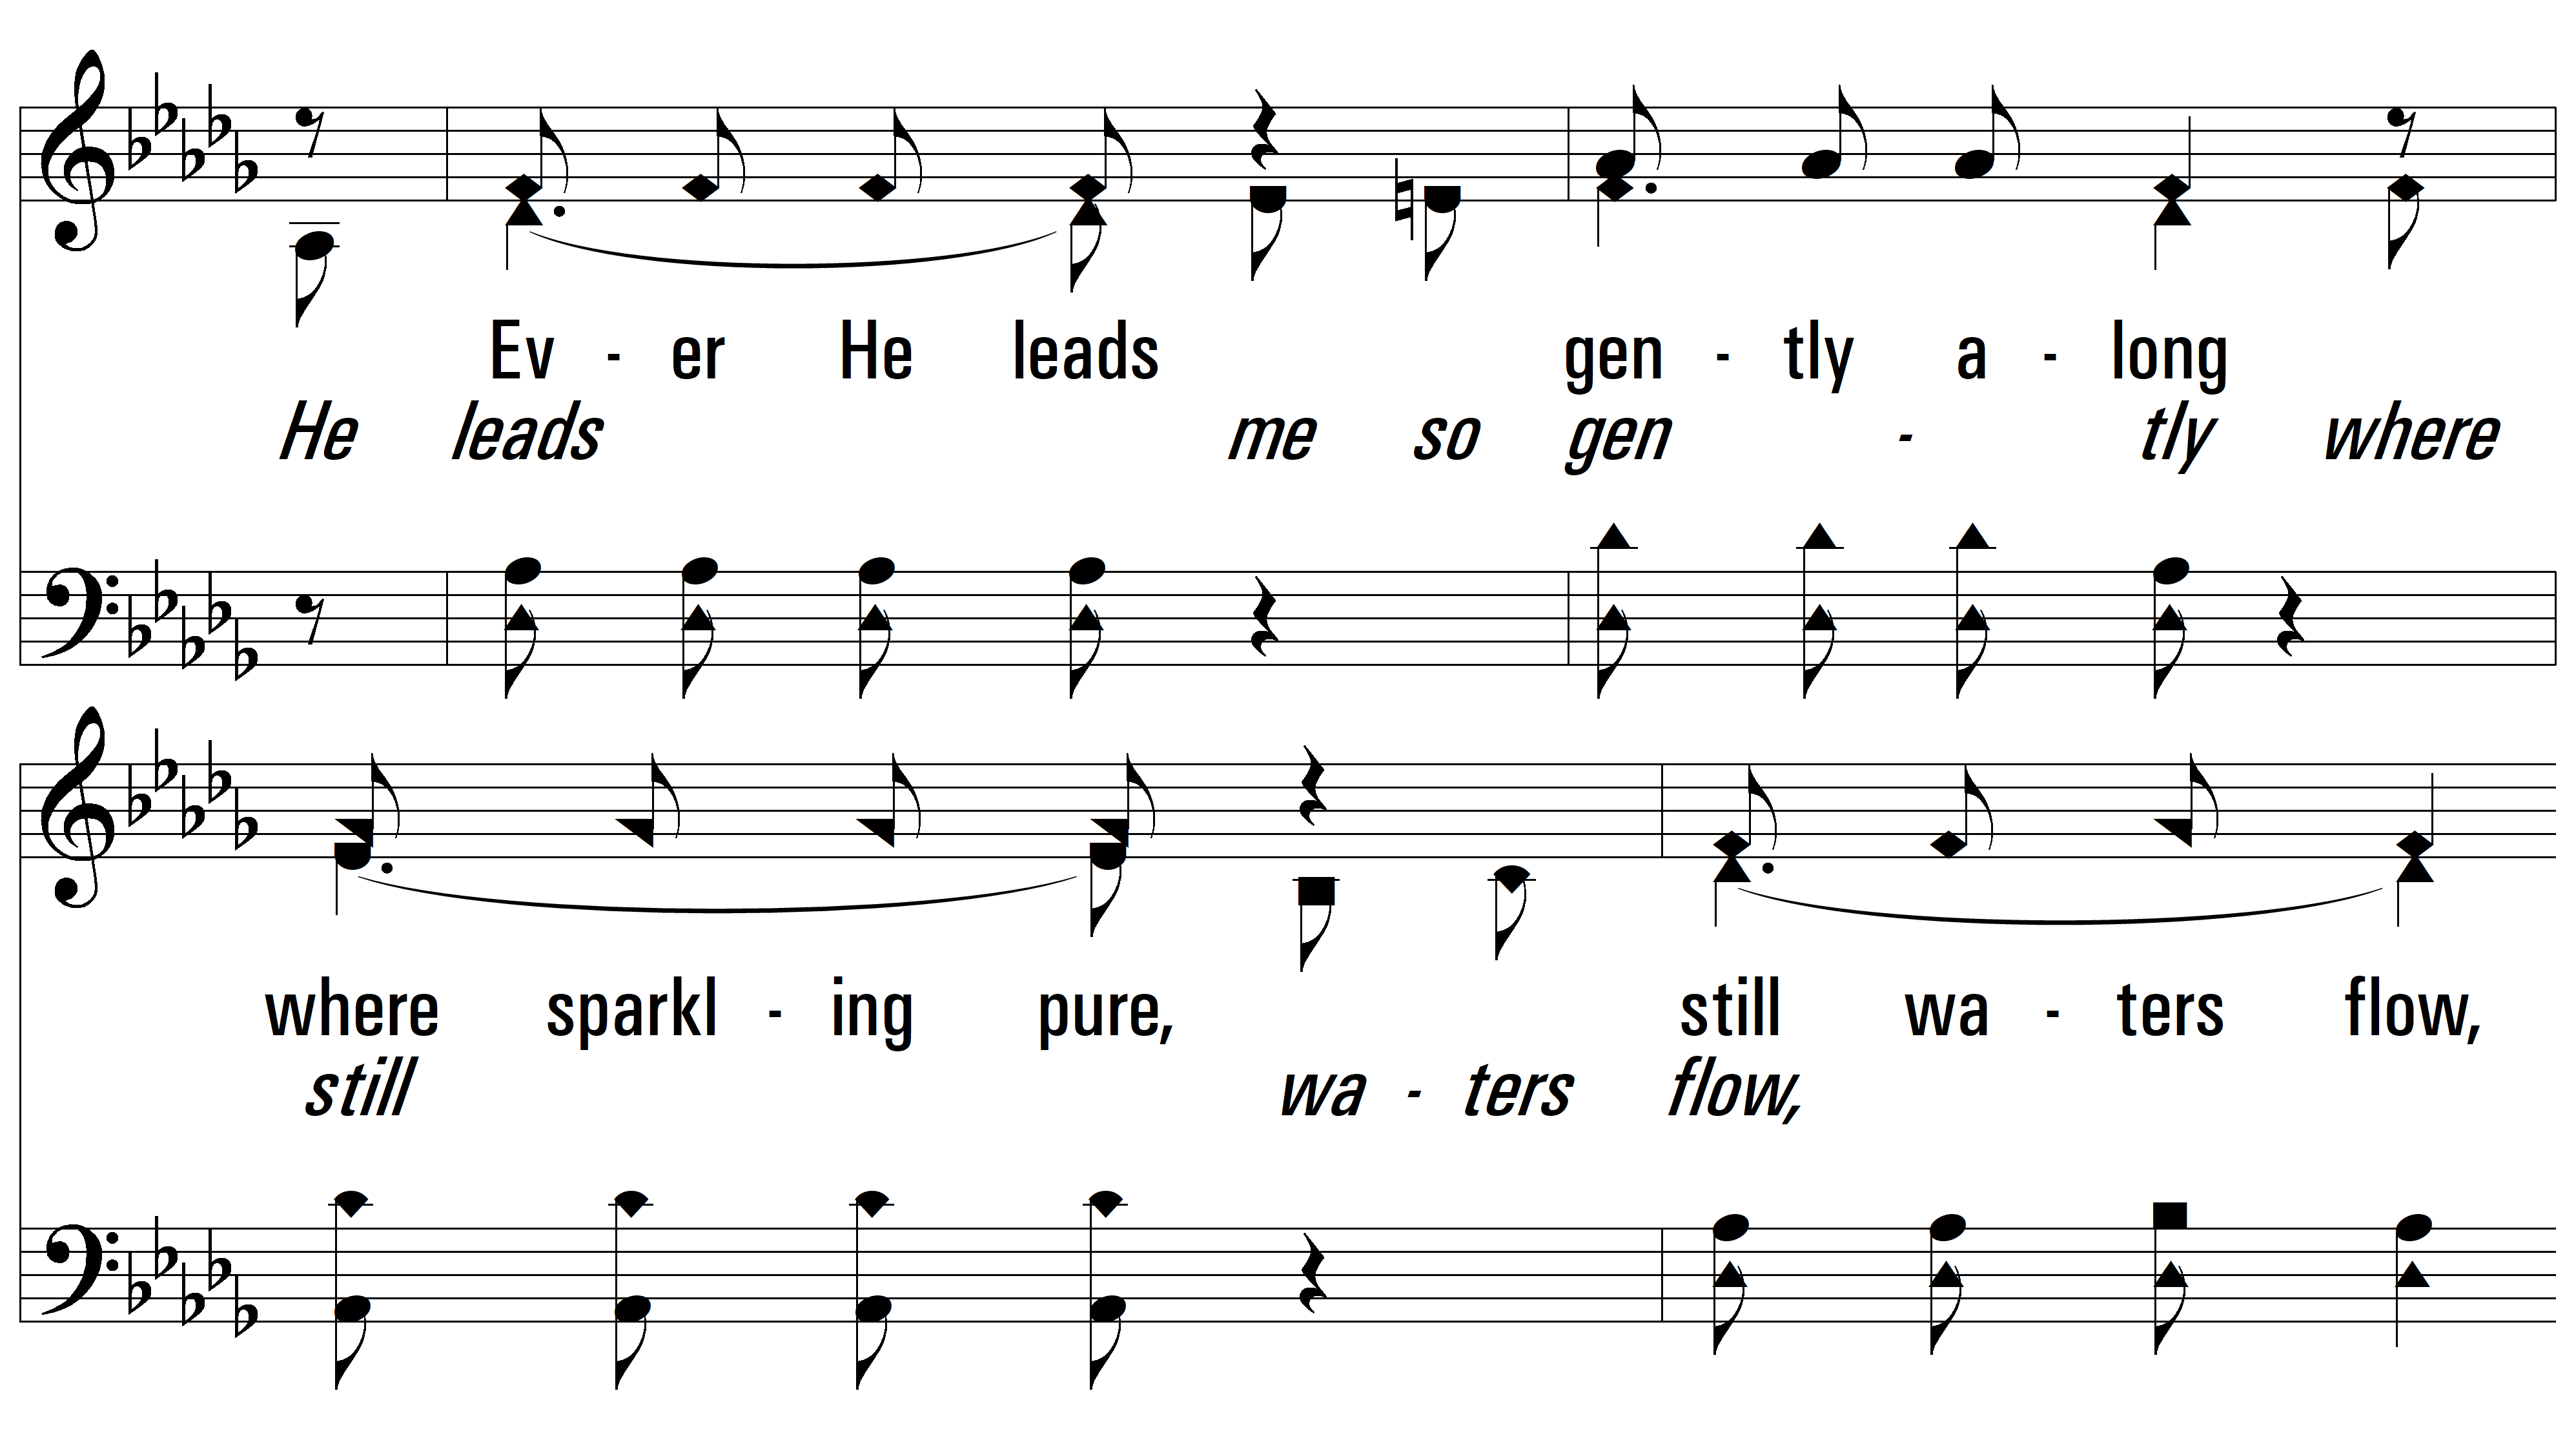 Ev - er He leads gen - tly a - long
He leads me so gen - tly where
where sparkl - ing pure, still wa - ters flow,
still wa - ters flow,